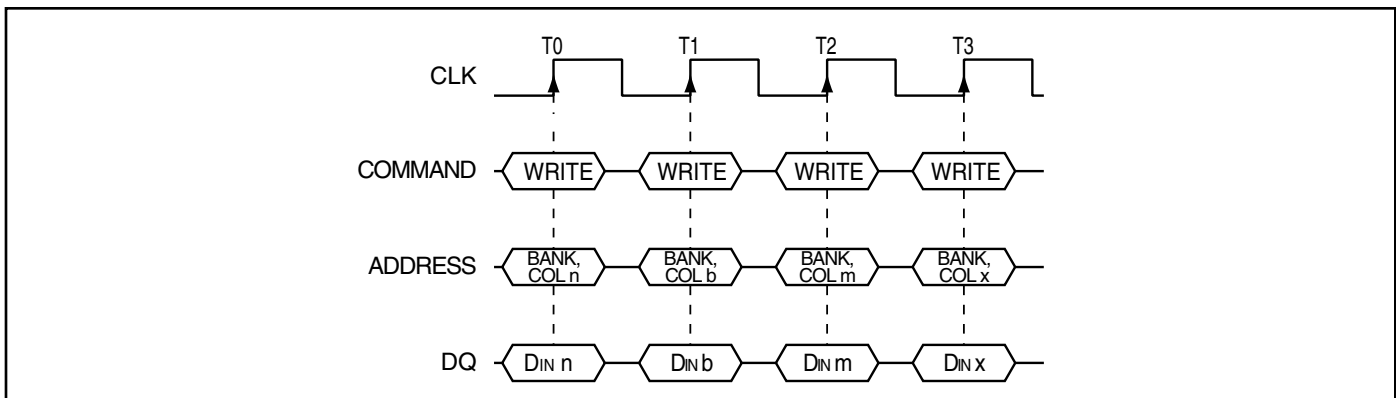 T0 T1 T2 T3
CLK
COMMAND WRITE WRITE WRITE WRITE
ADDRESS BANK, COL n BANK, COL b BANK, COL m BANK, COL x
DQ DIN n DIN b DIN m DIN x